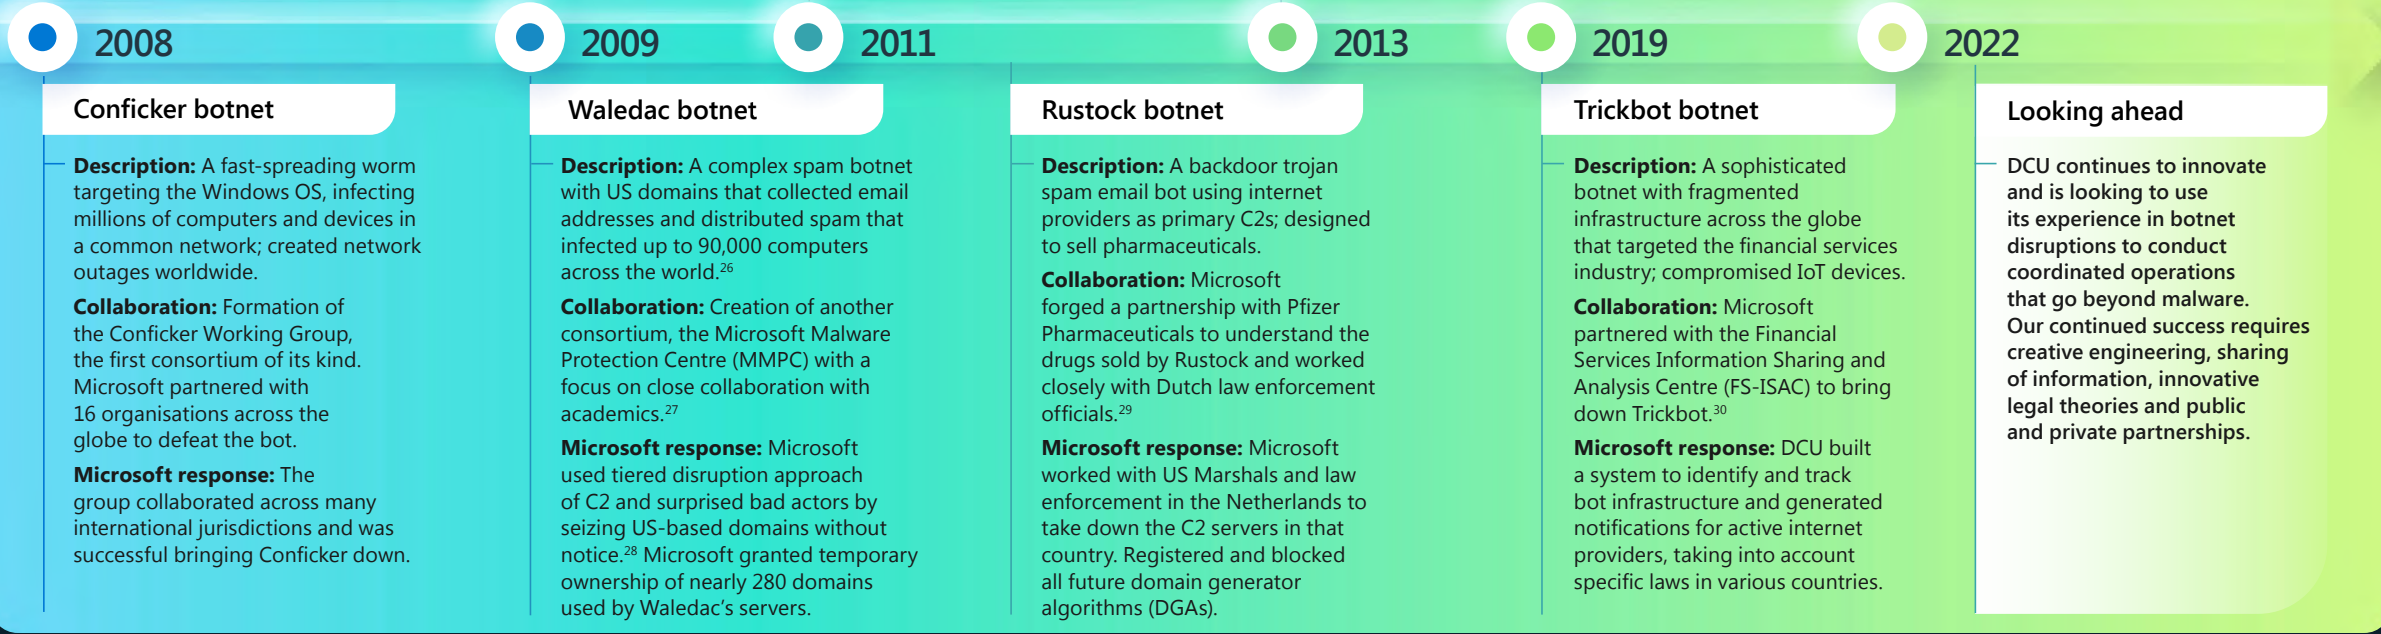 2008
2009
2011
2013
2019
2022
Conficker botnet
Description: A fast-spreading worm
targeting the Windows OS, infecting
millions of computers and devices in
a common network; created network
outages worldwide.
Collaboration: Formation of
the Conficker Working Group,
the first consortium of its kind.
Microsoft partnered with
16 organisations across the
globe to defeat the bot.
Microsoft response: The
group collaborated across many
international jurisdictions and was
successful bringing Conficker down.
Waledac botnet
Description: A complex spam botnet
with US domains that collected email
addresses and distributed spam that
infected up to 90,000 computers
across the world.26
Collaboration: Creation of another
consortium, the Microsoft Malware
Protection Centre (MMPC) with a
focus on close collaboration with
academics.27
Microsoft response: Microsoft
used tiered disruption approach
of C2 and surprised bad actors by
seizing US-based domains without
notice.28 Microsoft granted temporary
ownership of nearly 280 domains
used by Waledac’s servers.
Rustock botnet
Description: A backdoor trojan
spam email bot using internet
providers as primary C2s; designed
to sell pharmaceuticals.
Collaboration: Microsoft
forged a partnership with Pfizer
Pharmaceuticals to understand the
drugs sold by Rustock and worked
closely with Dutch law enforcement
officials.29
Microsoft response: Microsoft
worked with US Marshals and law
enforcement in the Netherlands to
take down the C2 servers in that
country. Registered and blocked
all future domain generator
algorithms (DGAs).
Trickbot botnet
Description: A sophisticated
botnet with fragmented
infrastructure across the globe
that targeted the financial services
industry; compromised IoT devices.
Collaboration: Microsoft
partnered with the Financial
Services Information Sharing and
Analysis Centre (FS-ISAC) to bring
down Trickbot.30
Microsoft response: DCU built
a system to identify and track
bot infrastructure and generated
notifications for active internet
providers, taking into account
specific laws in various countries.
Looking ahead
DCU continues to innovate
and is looking to use
its experience in botnet
disruptions to conduct
coordinated operations
that go beyond malware.
Our continued success requires
creative engineering, sharing
of information, innovative
legal theories and public
and private partnerships.